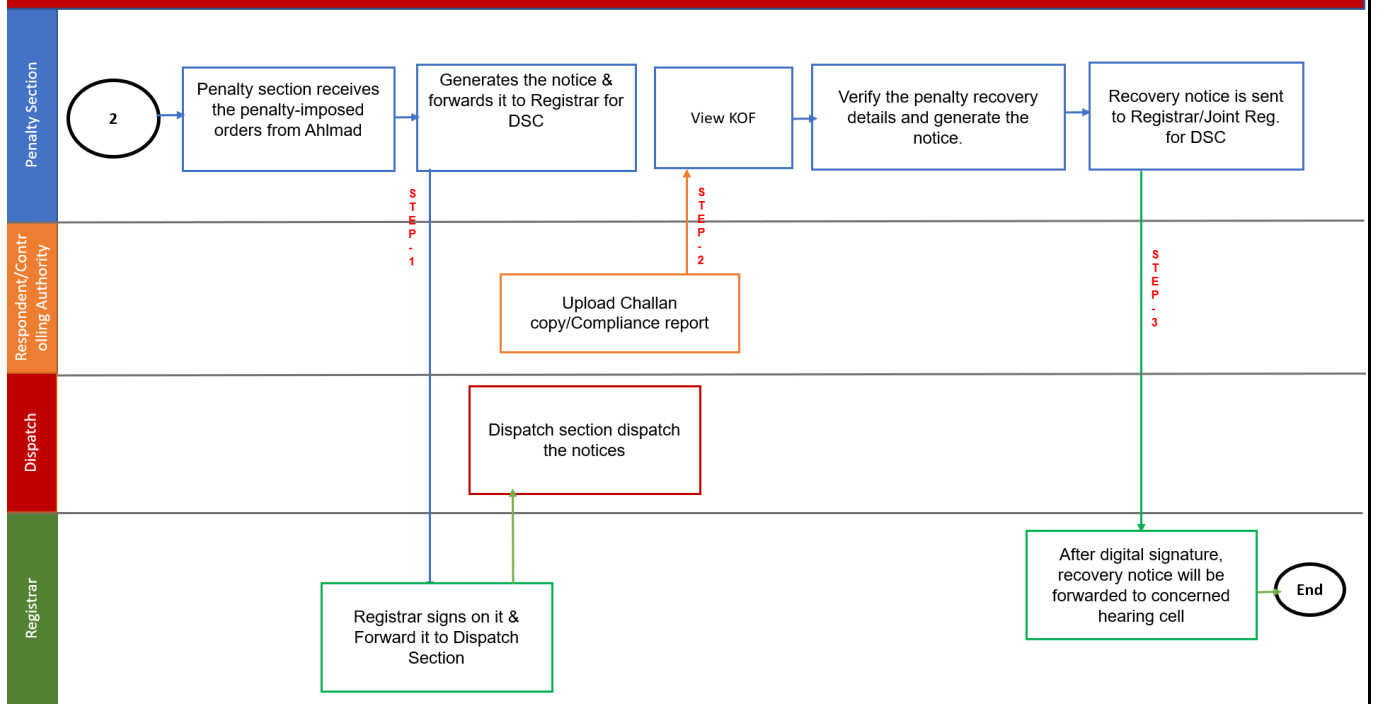 Penalty Section
2
Penalty section receives
the penalty-imposed
orders from Ahlmad
Generates the notice &
forwards it to Registrar for
DSC
View KOF
Verify the penalty recovery
details and generate the
notice.
Recovery notice is sent
to Registrar/Joint Reg.
for DSC
STEP-1
STEP-2
STEP-3
Respondent/Contr
olling Authority
Upload Challan
copy/Compliance report
Dispatch
Dispatch section dispatch
the notices
Registrar
Registrar signs on it &
Forward it to Dispatch
Section
After digital signature,
recovery notice will be
forwarded to concerned
hearing cell
End